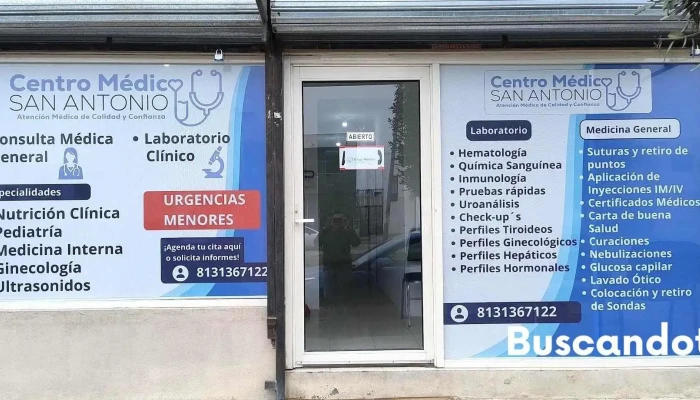 Centro Médico
SAN ANTONIO
Atención Médica de Calidad y Confianza
onsulta Médica
eneral
• Laboratorio
Clínico
specialidades
Nutrición Clínica
Pediatría
Medicina Interna
Ginecología
Ultrasonidos
URGENCIAS
MENORES
¡Agenda tu cita aquí
o solicita informes!
8131367122
ABIERTO
Centro Médico
SAN ANTONIO
Atención Médica de Calidad y Confianza
Laboratorio
• Hematología
• Química Sanguínea
• Inmunología
• Pruebas rápidas
• Uroanálisis
• Check-up´s
• Perfiles Tiroideos
• Perfiles Ginecológicos
• Perfiles Hepáticos
• Perfiles Hormonales
8131367122
Medicina General
• Suturas y retiro de
puntos
• Aplicación de
Inyecciones IM/IV
• Certificados Médicos
• Carta de buena
Salud
• Curaciones
• Nebulizaciones
• Glucosa capilar
• Lavado Ótico
• Colocación y retiro
de Sondas
Buscandot